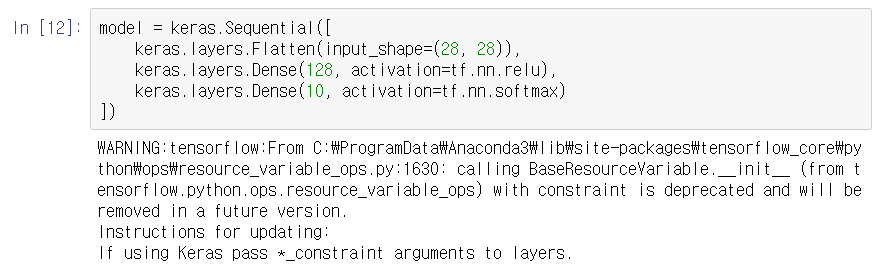 In [12]:
model = keras.Sequential([
    keras.layers.Flatten(input_shape=(28, 28)),
    keras.layers.Dense(128, activation=tf.nn.relu),
    keras.layers.Dense(10, activation=tf.nn.softmax)
])
WARNING:tensorflow:From C:₩ProgramData₩Anaconda3₩lib₩site-packages₩tensorflow_core₩py
thon₩ops₩resource_variable_ops.py:1630: calling BaseResourceVariable.__init__ (from t
ensorflow.python.ops.resource_variable_ops) with constraint is deprecated and will be
removed in a future version.
Instructions for updating:
If using Keras pass *_constraint arguments to layers.